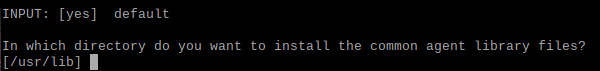 INPUT: [yes]  default
In which directory do you want to install the common agent library files?
[/usr/lib]